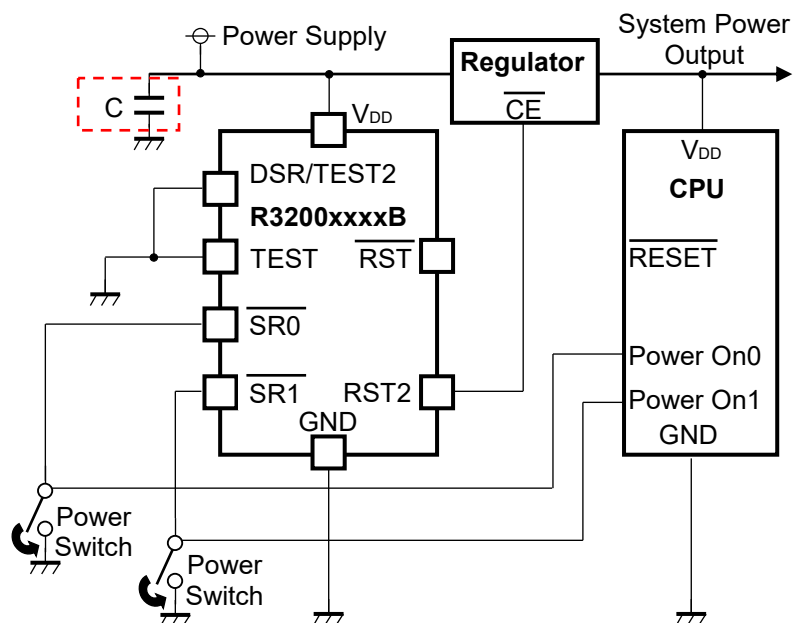 Power Supply
System Power
Output
Regulator
CE
C
VDD
DSR/TEST2
R3200xxxxB
TEST
RST
SR0
SR1
RST2
GND
VDD
CPU
RESET
Power On0
Power On1
GND
Power
Switch
Power
Switch